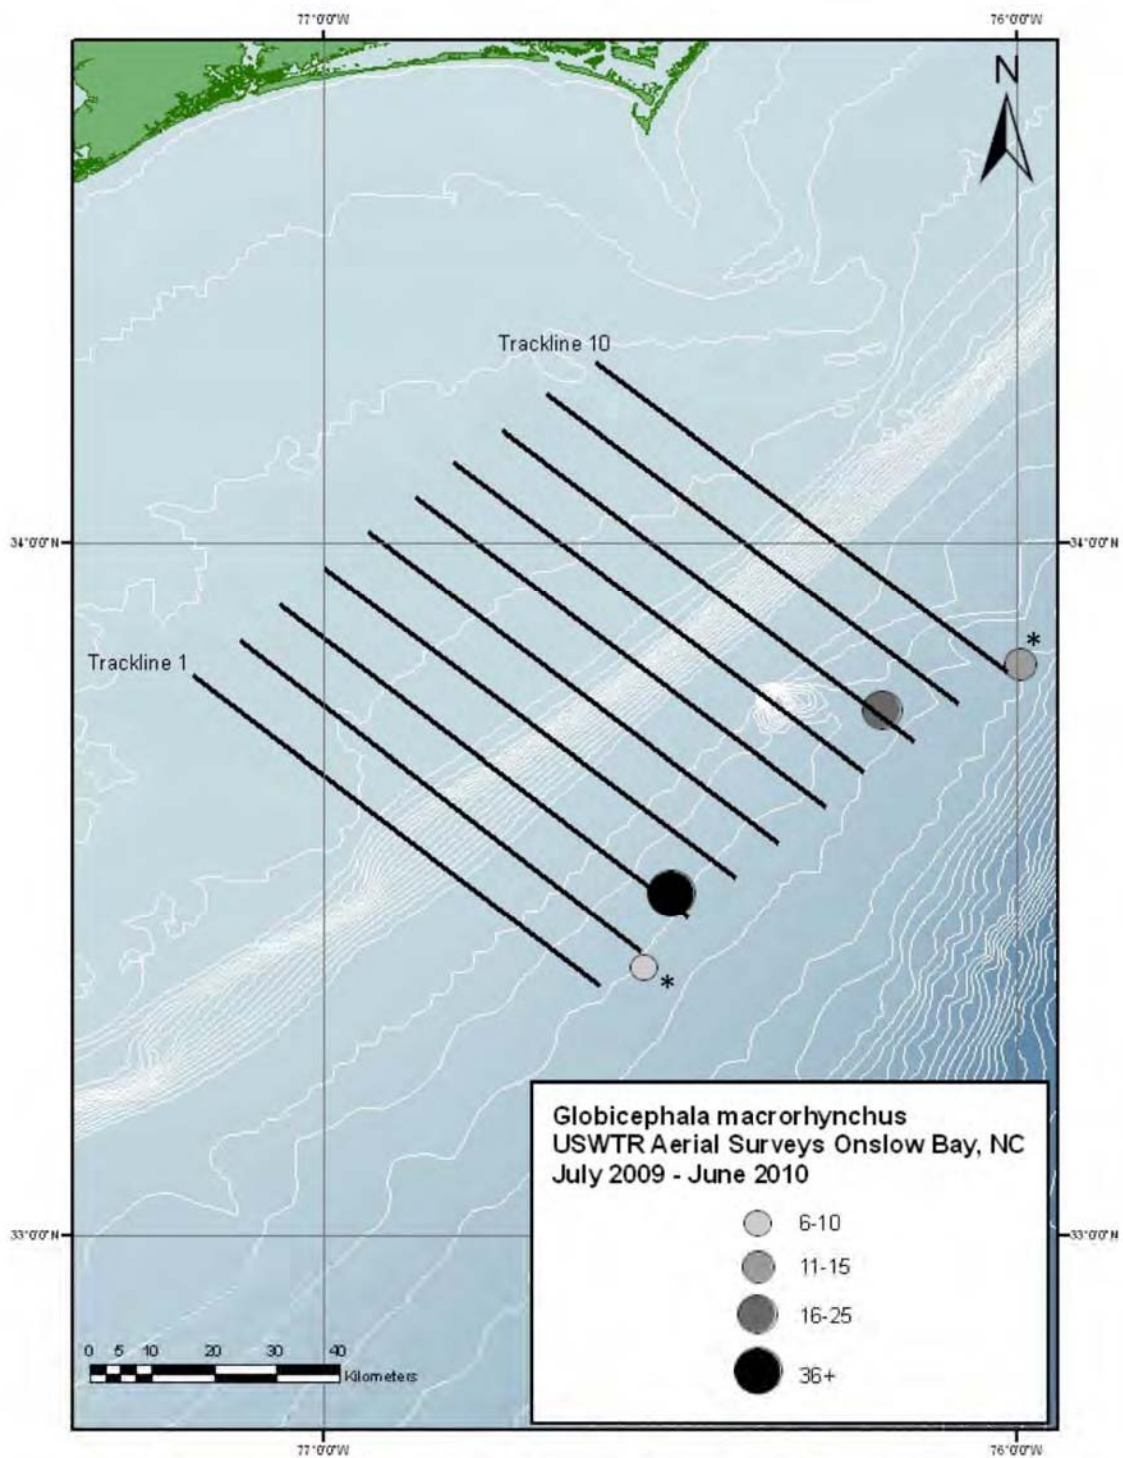 77°0'0"W 76°0'0"W
N
Trackline 10
34°0'0"N 34°0'0"N
*
Trackline 1
*
Globicephala macrorhynchus
USWTR Aerial Surveys Onslow Bay, NC
July 2009 - June 2010
6-10
33°0'0"N 33°0'0"N
11-15
16-25
0 5 10 20 30 40
Kilometers
36+
77°0'0"W 76°0'0"W